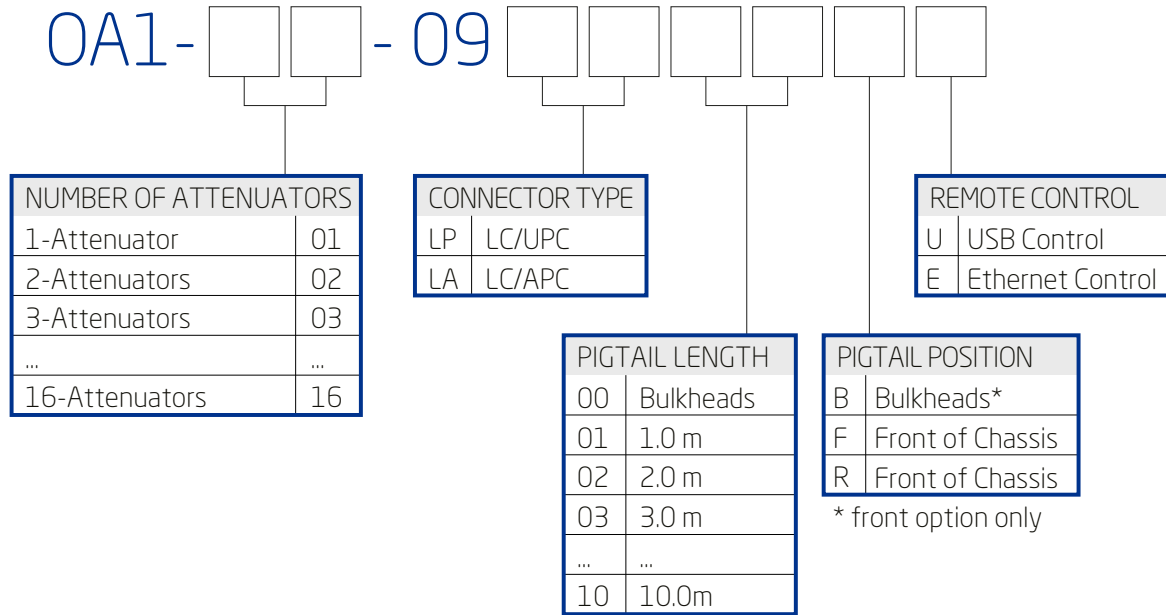 OA1- - 09
NUMBER OF ATTENUATORS
1-Attenuator 01
2-Attenuators 02
3-Attenuators 03
... ...
16-Attenuators 16
CONNECTOR TYPE
LP LC/UPC
LA LC/APC
PIGTAIL LENGTH
00 Bulkheads
01 1.0 m
02 2.0 m
03 3.0 m
... ...
10 10.0m
PIGTAIL POSITION
B Bulkheads*
F Front of Chassis
R Front of Chassis
* front option only
REMOTE CONTROL
U USB Control
E Ethernet Control